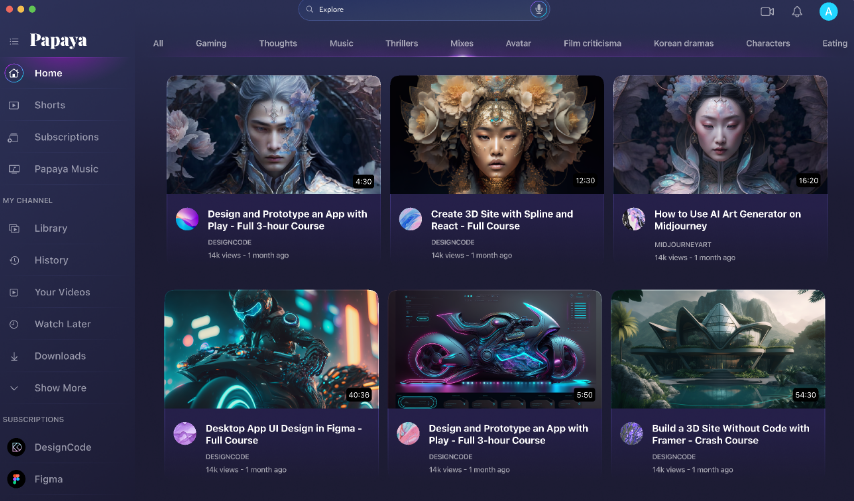 Explore
A
Papaya
All
Gaming
Thoughts
Music
Thrillers
Mixes
Avatar
Film criticisma
Korean dramas
Characters
Eating
Home
Shorts
Subscriptions
Papaya Music
MY CHANNEL
Library
History
Your Videos
Watch Later
Downloads
Show More
SUBSCRIPTIONS
DesignCode
Figma
4:30
Design and Prototype an App with
Play - Full 3-hour Course
DESIGNCODE
14k views - 1 month ago
12:30
Create 3D Site with Spline and
React - Full Course
DESIGNCODE
14k views - 1 month ago
16:20
How to Use AI Art Generator on
Midjourney
MIDJOURNEYART
14k views - 1 month ago
40:36
Desktop App UI Design in Figma -
Full Course
DESIGNCODE
14k views - 1 month ago
5:50
Design and Prototype an App with
Play - Full 3-hour Course
DESIGNCODE
14k views - 1 month ago
54:30
Build a 3D Site Without Code with
Framer - Crash Course
DESIGNCODE
14k views - 1 month ago